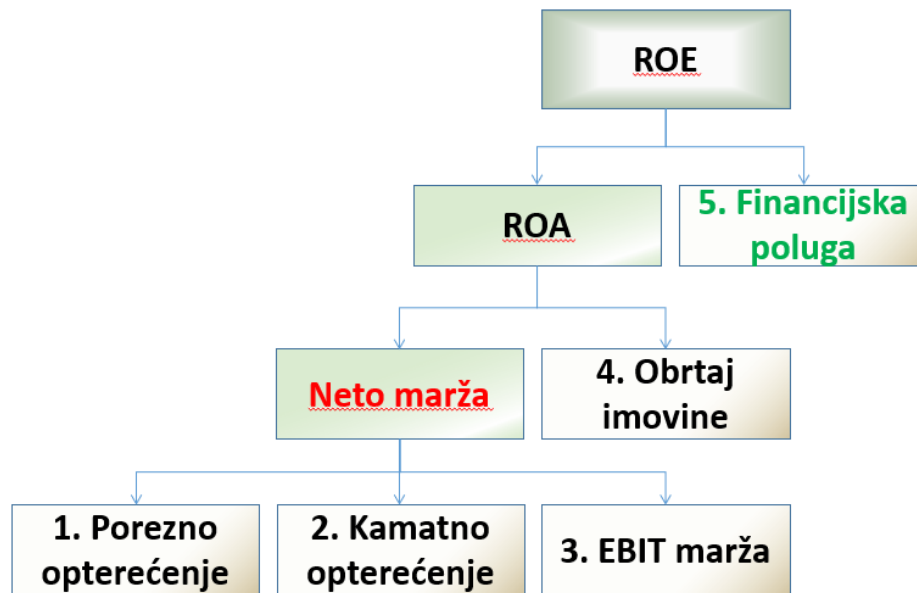 ROE
ROA
5. Financijska
poluga
Neto marža
4. Obrtaj
imovine
1. Porezno
opterećenje
2. Kamatno
opterećenje
3. EBIT marža